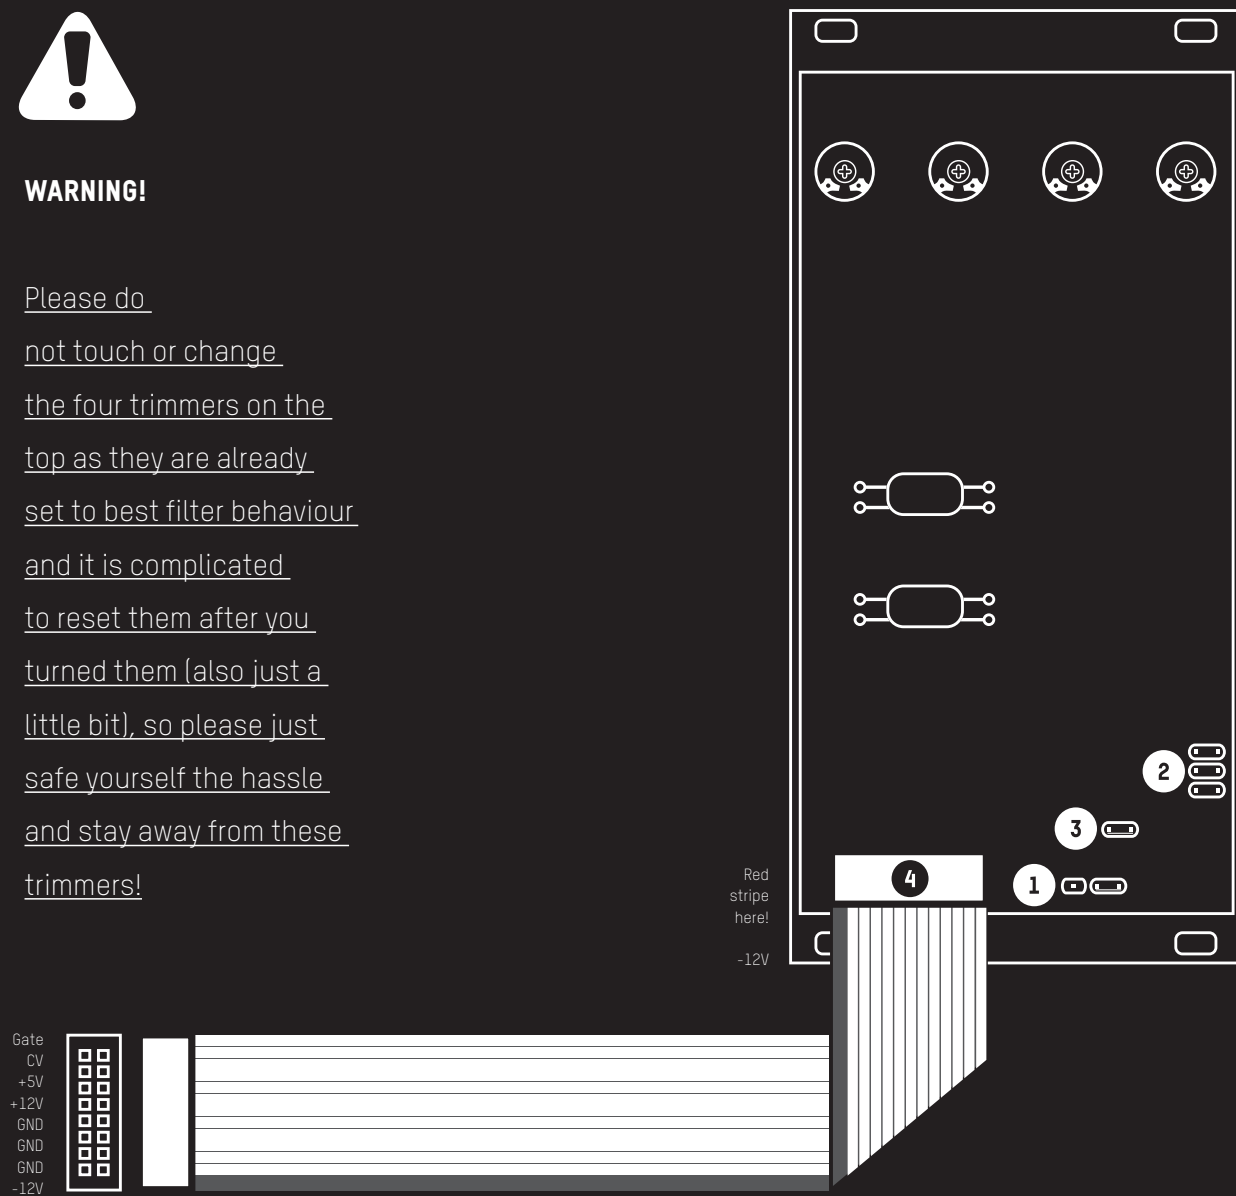 WARNING!
Please do
not touch or change
the four trimmers on the
top as they are already
set to best filter behaviour
and it is complicated
to reset them after you
turned them (also just a
little bit), so please just
safe yourself the hassle
and stay away from these
trimmers!
2
3
4
1
Red
stripe
here!
-12V
Gate
CV
+5V
+12V
GND
GND
GND
-12V